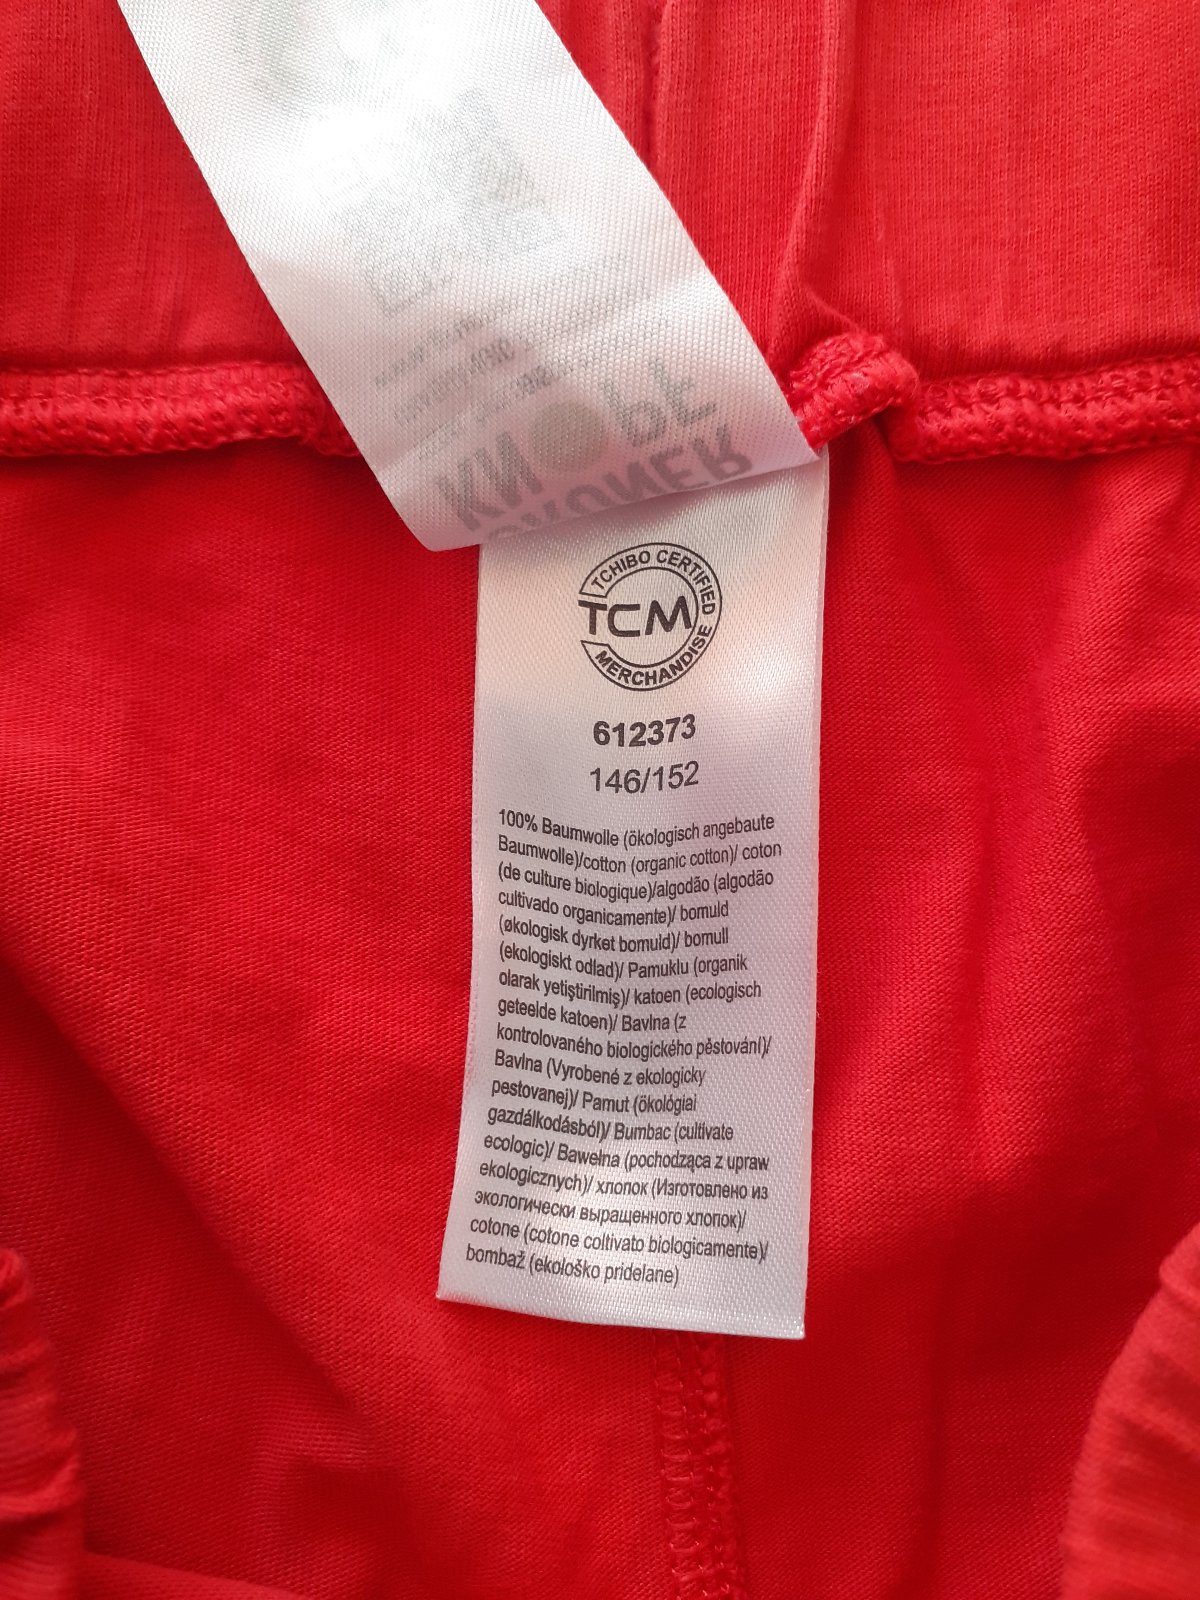 TCHIBO CERTIFIED
TCM
MERCHANDISE
612373
146/152
100% Baumwolle (ökologisch angebaute
Baumwolle)/cotton (organic cotton)/ coton
(de culture biologique)/algodão (algodão
cultivado organicamente)/ bomuld
(økologisk dyrket bomuld)/ bomull
(ekologiskt odlad)/ Pamuklu (organik
olarak yetiştirilmiş)/ katoen (ecologisch
geteelde katoen)/ Bavlna (z
kontrolovaného biologického pěstování)/
Bavlna (Vyrobené z ekologicky
pestovanej)/ Pamut (ökológiai
gazdálkodásból)/ Bumbac (cultivate
ecologic)/ Bawełna (pochodząca z upraw
ekologicznych)/ хлопок (Изготовлено из
экологически выращенного хлопок)/
cotone (cotone coltivato biologicamente)/
bombaž (ekološko pridelane)